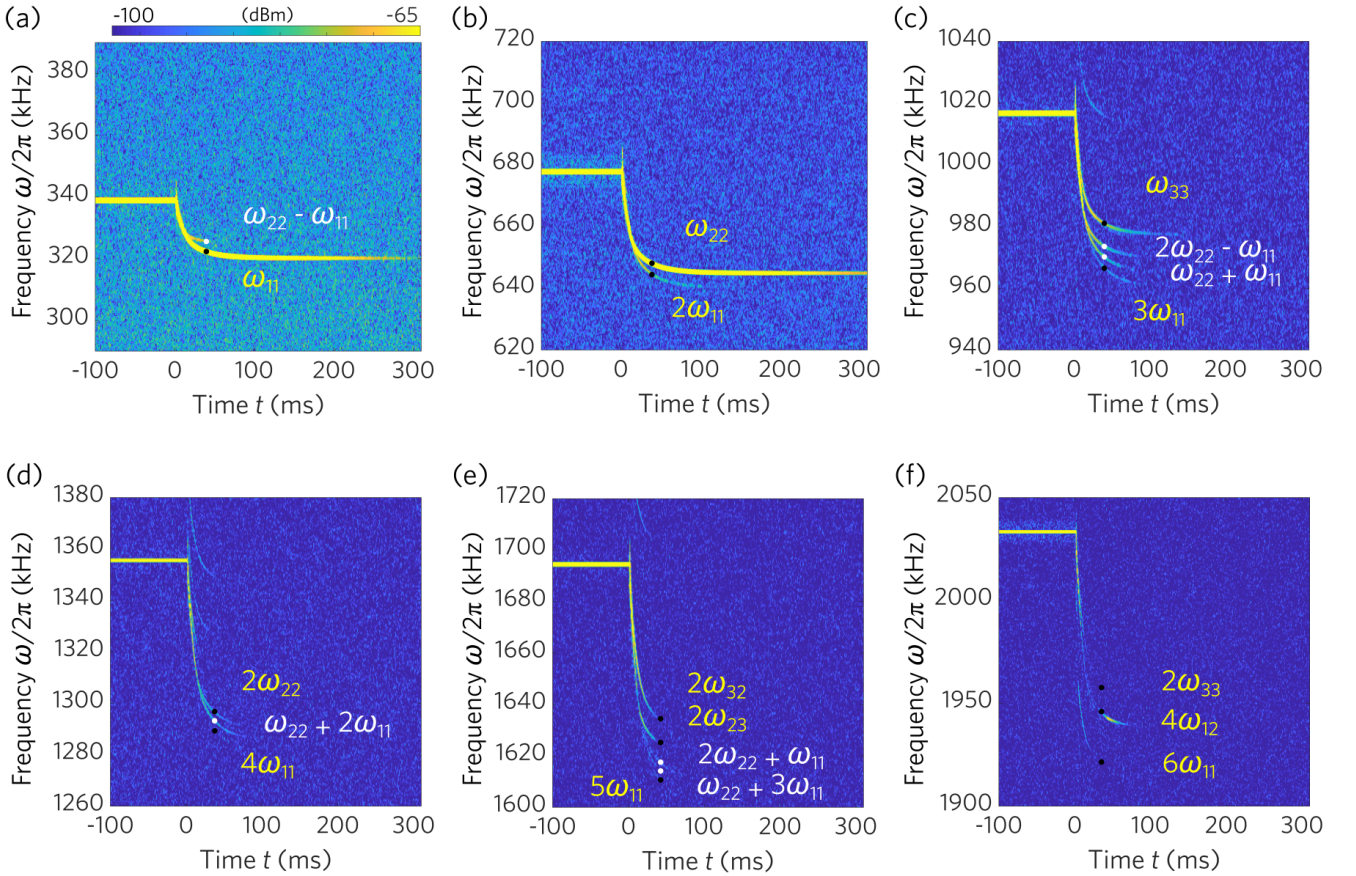 (a)
-100 (dBm) -65
Frequency ω/2π (kHz)
380
360
340
320
300
ω₂₂ - ω₁₁
ω₁₁
-100 0 100 200 300
Time t (ms)
(b)
Frequency ω/2π (kHz)
720
700
680
660
640
620
ω₂₂
2ω₁₁
-100 0 100 200 300
Time t (ms)
(c)
Frequency ω/2π (kHz)
1040
1020
1000
980
960
940
ω₃₃
2ω₂₂ - ω₁₁
ω₂₂ + ω₁₁
3ω₁₁
-100 0 100 200 300
Time t (ms)
(d)
Frequency ω/2π (kHz)
1380
1360
1340
1320
1300
1280
1260
2ω₂₂
ω₂₂ + 2ω₁₁
4ω₁₁
-100 0 100 200 300
Time t (ms)
(e)
Frequency ω/2π (kHz)
1720
1700
1680
1660
1640
1620
1600
2ω₃₂
2ω₂₃
2ω₂₂ + ω₁₁
ω₂₂ + 3ω₁₁
5ω₁₁
-100 0 100 200 300
Time t (ms)
(f)
Frequency ω/2π (kHz)
2050
2000
1950
1900
2ω₃₃
4ω₁₂
6ω₁₁
-100 0 100 200 300
Time t (ms)